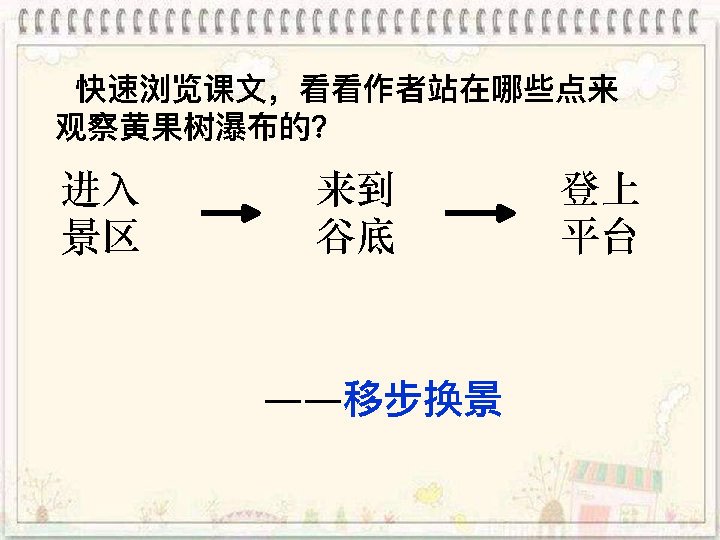 快速浏览课文，看看作者站在哪些点来
观察黄果树瀑布的？
进入 来到 登上
景区 谷底 平台
——移步换景